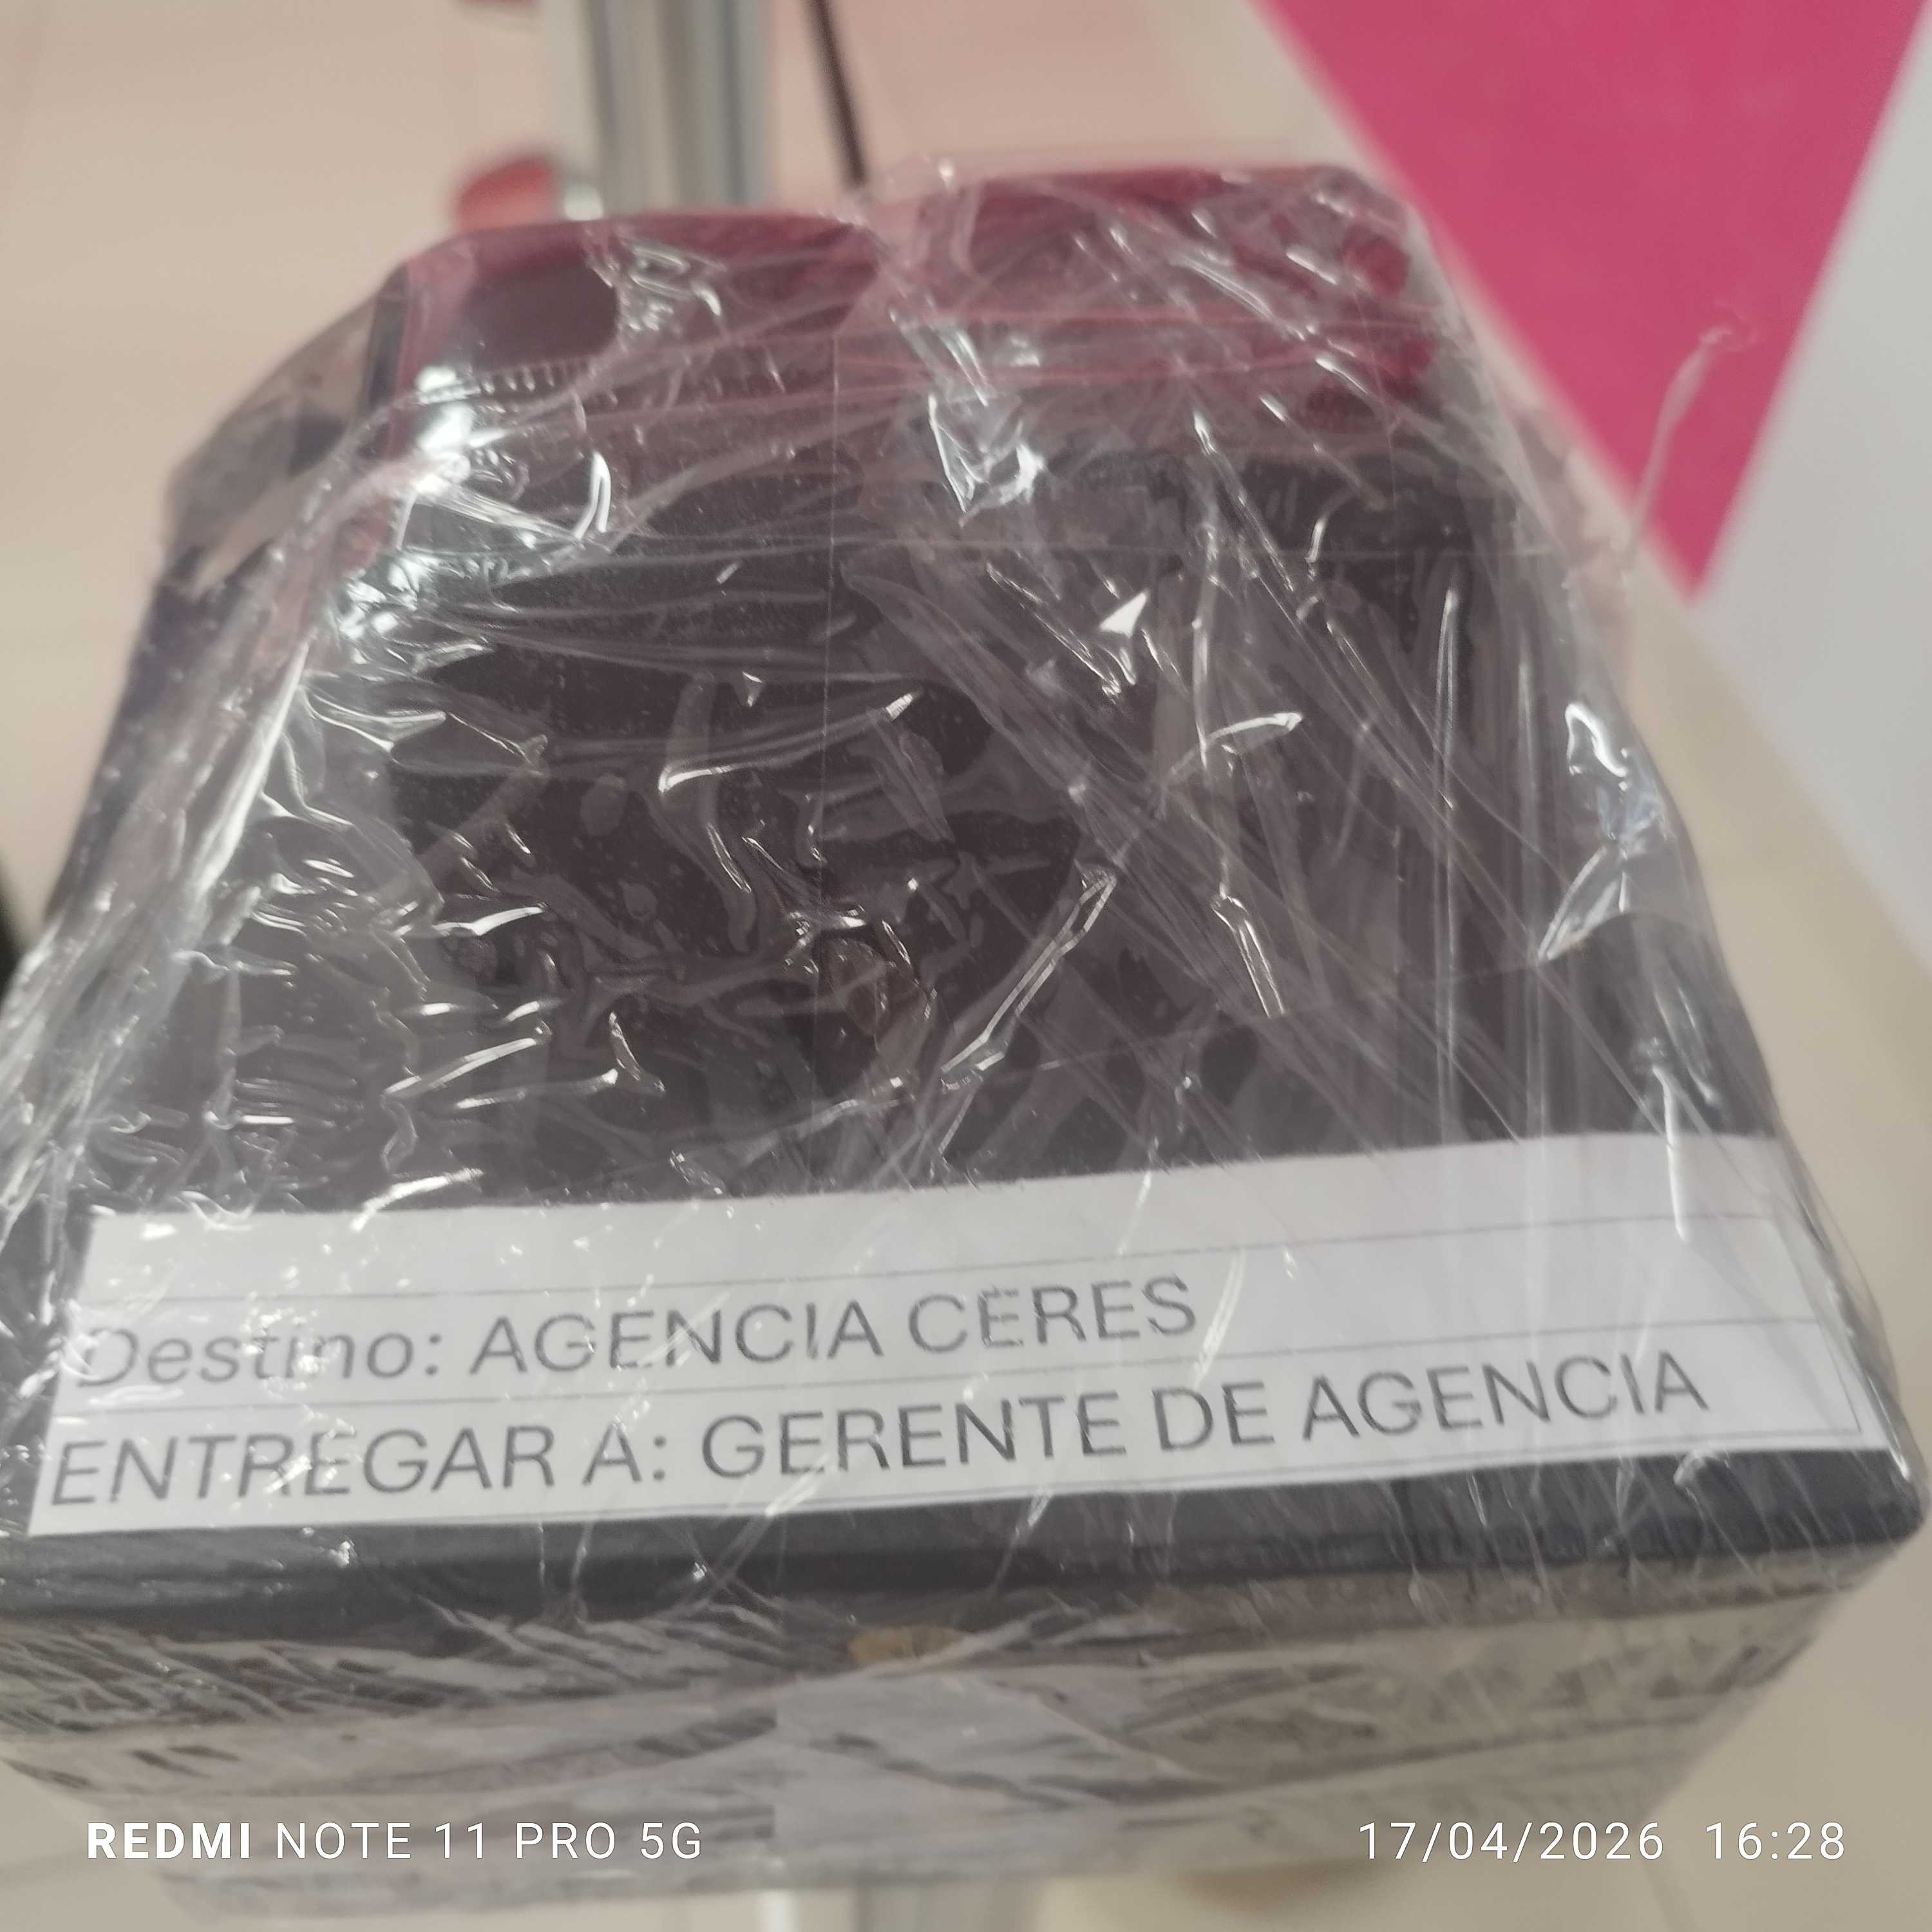 Destino: AGENCIA CERES
ENTREGAR A: GERENTE DE AGENCIA
REDMI NOTE 11 PRO 5G
17/04/2026 16:28